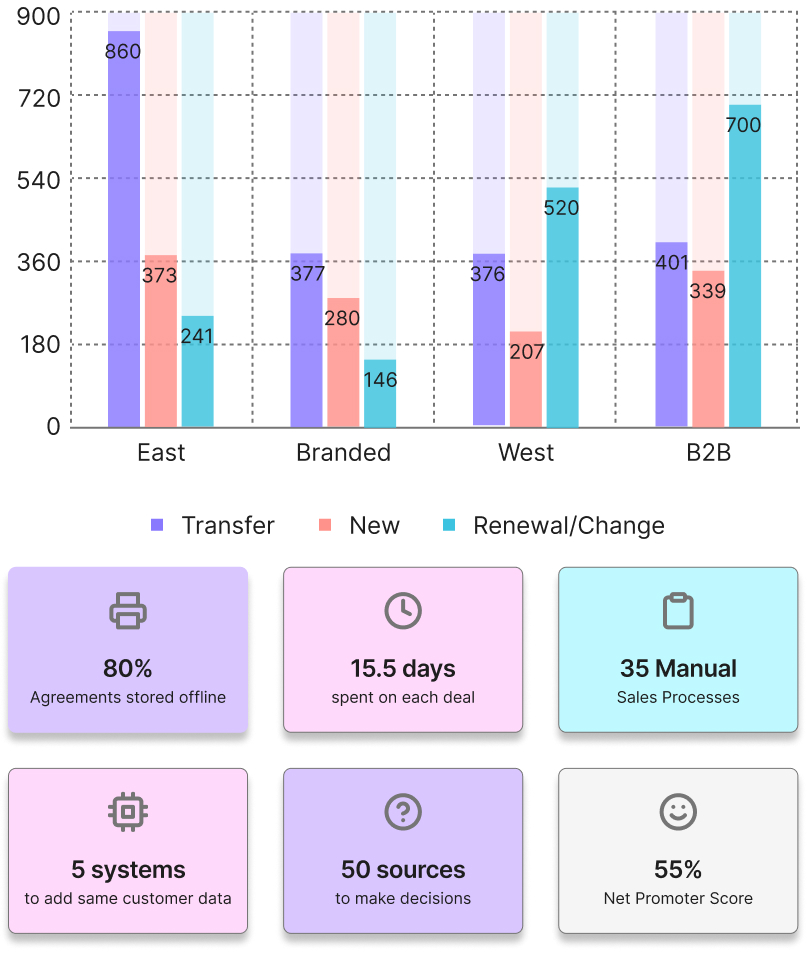 900
860
720
700
540
520
360
373
377
376
401
339
280
241
207
180
146
0
East
Branded
West
B2B
Transfer
New
Renewal/Change
80%
Agreements stored offline
15.5 days
spent on each deal
35 Manual
Sales Processes
5 systems
to add same customer data
50 sources
to make decisions
55%
Net Promoter Score